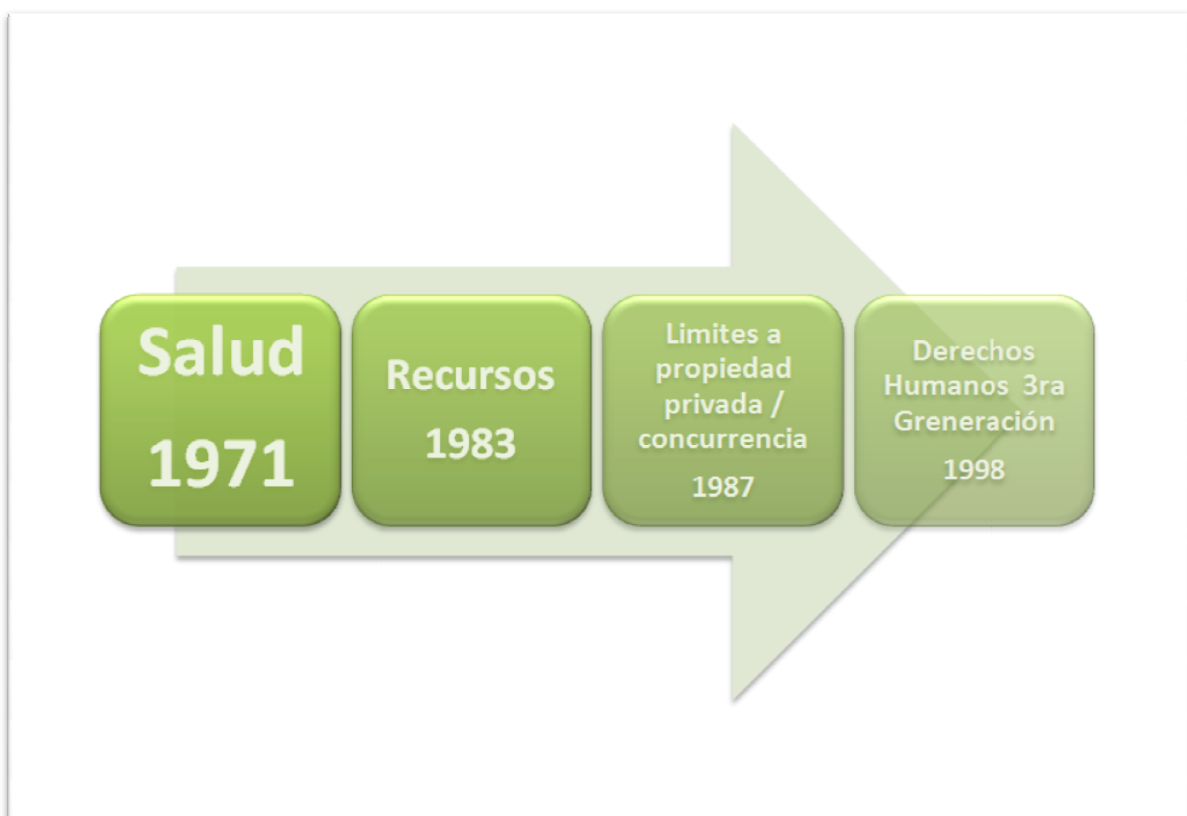 Salud
1971
Recursos
1983
Limites a
propiedad
privada /
concurrencia
1987
Derechos
Humanos 3ra
Greneración
1998